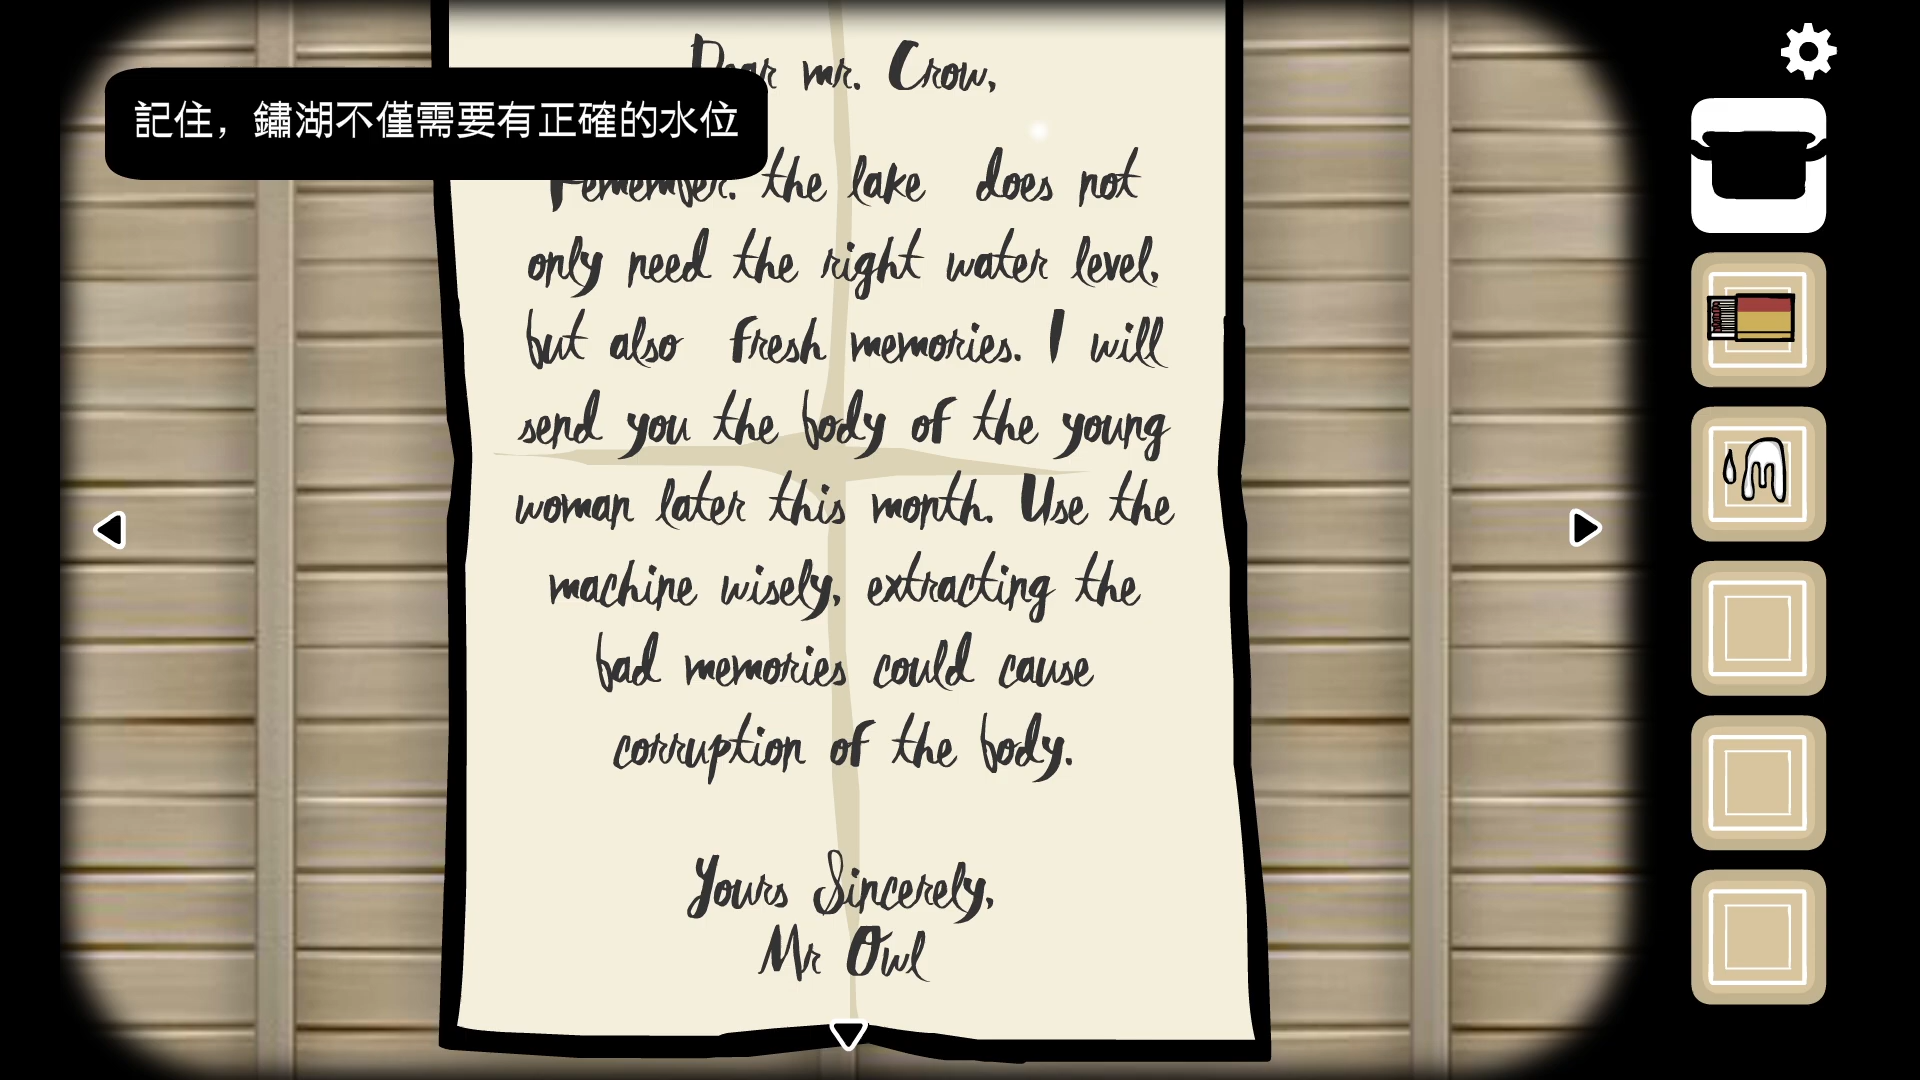 Dear mr. Crow,
記住，鏽湖不僅需要有正確的水位
Remember. the lake does not
only need the right water level,
but also fresh memories. I will
send you the body of the young
woman later this month. Use the
machine wisely, extracting the
bad memories could cause
corruption of the body.
Yours Sincerely,
Mr Owl